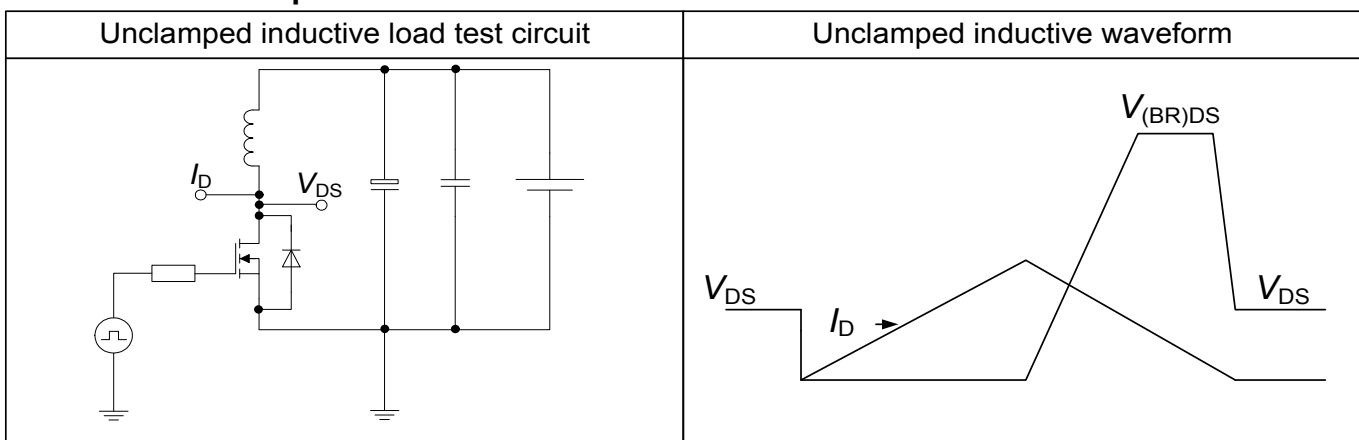 Unclamped inductive load test circuit
Unclamped inductive waveform
V(BR)DS
ID
VDS
VDS
ID
VDS